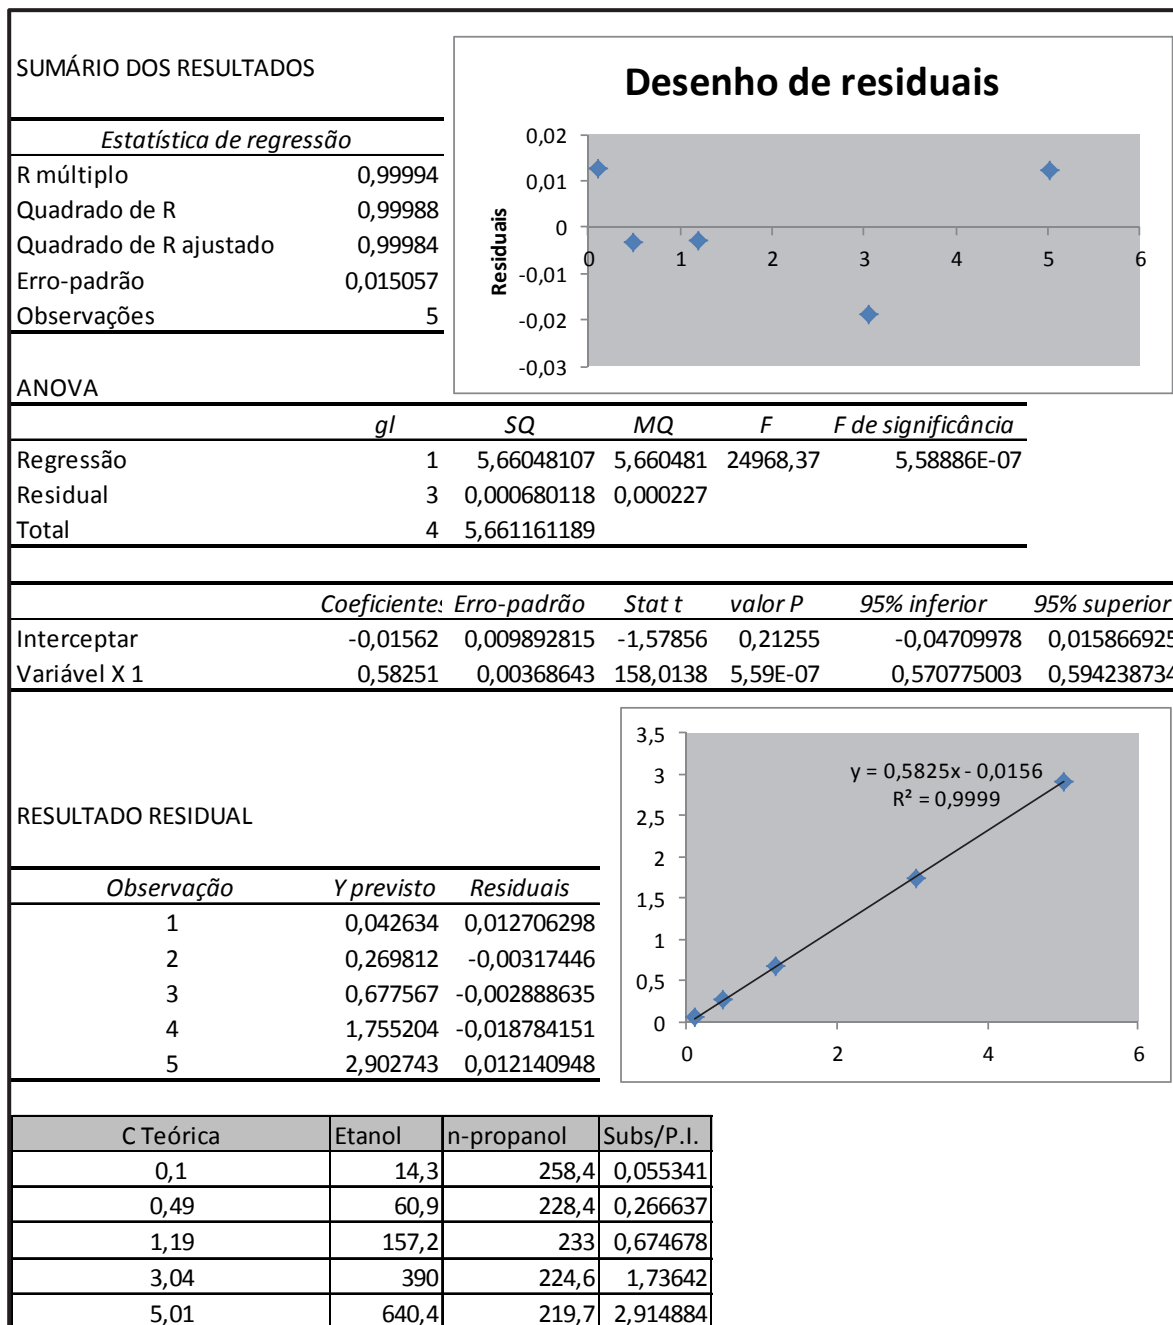 SUMÁRIO DOS RESULTADOS
Estatística de regressão
R múltiplo 0,99994
Quadrado de R 0,99988
Quadrado de R ajustado 0,99984
Erro-padrão 0,015057
Observações 5
Desenho de residuais
Residuais
0,02
0,01
0
-0,01
-0,02
-0,03
0 1 2 3 4 5 6
ANOVA
gl SQ MQ F F de significância
Regressão 1 5,66048107 5,660481 24968,37 5,58886E-07
Residual 3 0,000680118 0,000227
Total 4 5,661161189
Coeficientes Erro-padrão Stat t valor P 95% inferior 95% superior
Interceptar -0,01562 0,009892815 -1,57856 0,21255 -0,04709978 0,015866925
Variável X 1 0,58251 0,00368643 158,0138 5,59E-07 0,570775003 0,594238734
RESULTADO RESIDUAL
Observação Y previsto Residuais
1 0,042634 0,012706298
2 0,269812 -0,00317446
3 0,677567 -0,002888635
4 1,755204 -0,018784151
5 2,902743 0,012140948
3,5
3
2,5
2
1,5
1
0,5
0
0 2 4 6
y = 0,5825x - 0,0156
R² = 0,9999
C Teórica Etanol n-propanol Subs/P.I.
0,1 14,3 258,4 0,055341
0,49 60,9 228,4 0,266637
1,19 157,2 233 0,674678
3,04 390 224,6 1,73642
5,01 640,4 219,7 2,914884